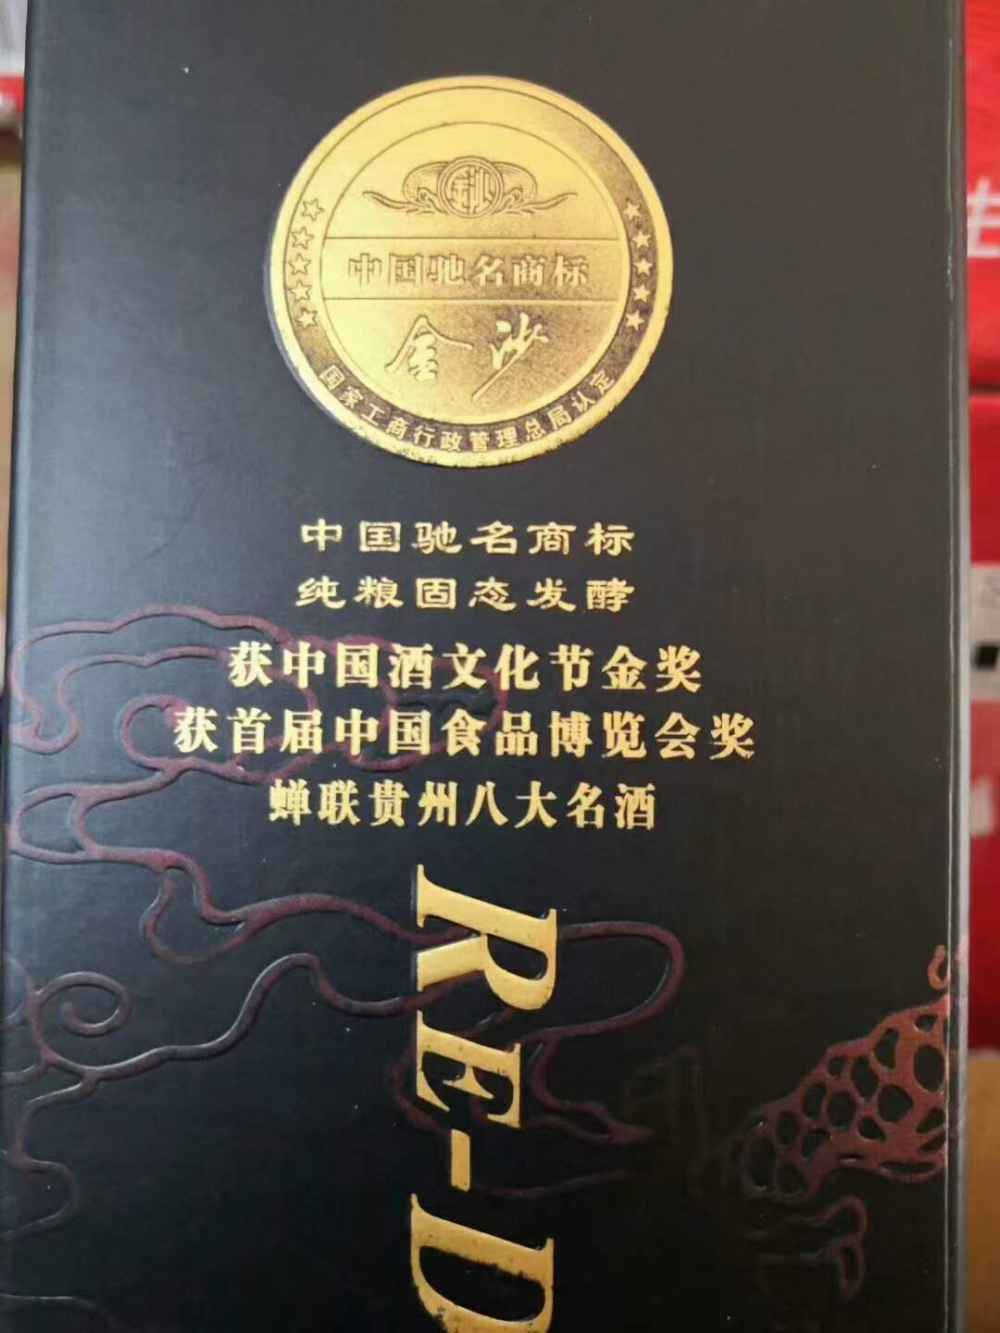 金沙
中国驰名商标
金沙
国家工商行政管理总局认定
中国驰名商标
纯粮固态发酵
获中国酒文化节金奖
获首届中国食品博览会奖
蝉联贵州八大名酒
RE-D